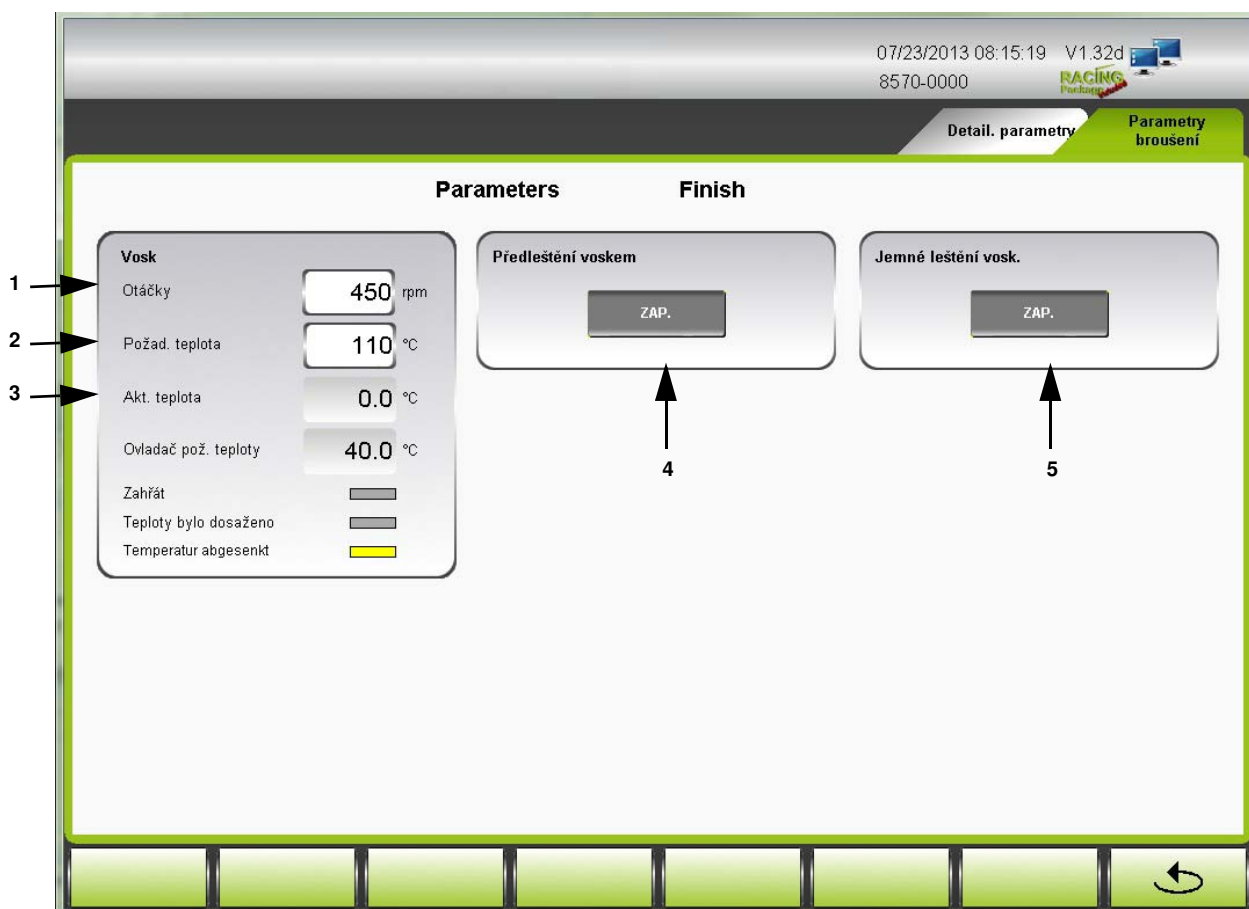 07/23/2013 08:15:19 V1.32d
8570-0000 RACING
Package
Detail. parametry
Parametry
broušení
Parameters Finish
Vosk
1 Otáčky 450 rpm
2 Požad. teplota 110 °C
3 Akt. teplota 0.0 °C
Ovladač pož. teploty 40.0 °C
Zahřát
Teploty bylo dosaženo
Temperatur abgesenkt
Předleštění voskem
ZAP.
4
Jemné leštění vosk.
ZAP.
5